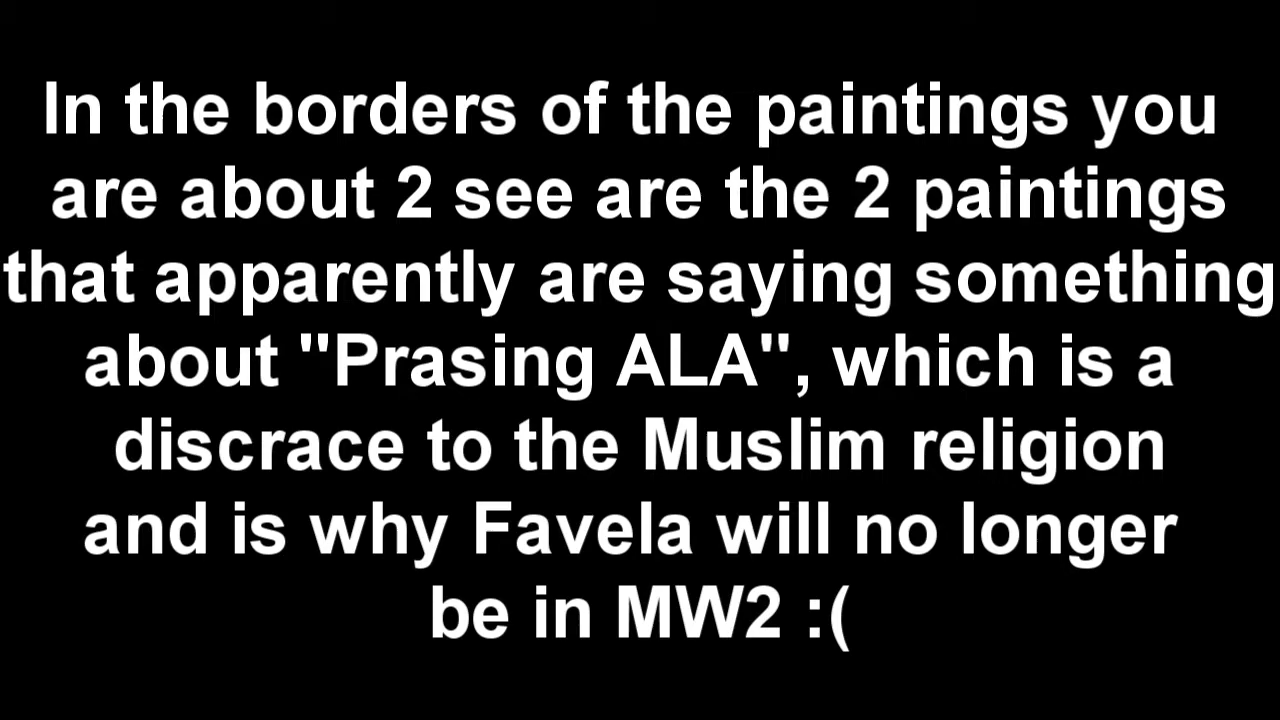 In the borders of the paintings you
are about 2 see are the 2 paintings
that apparently are saying something
about "Prasing ALA", which is a
discrace to the Muslim religion
and is why Favela will no longer
be in MW2 :(